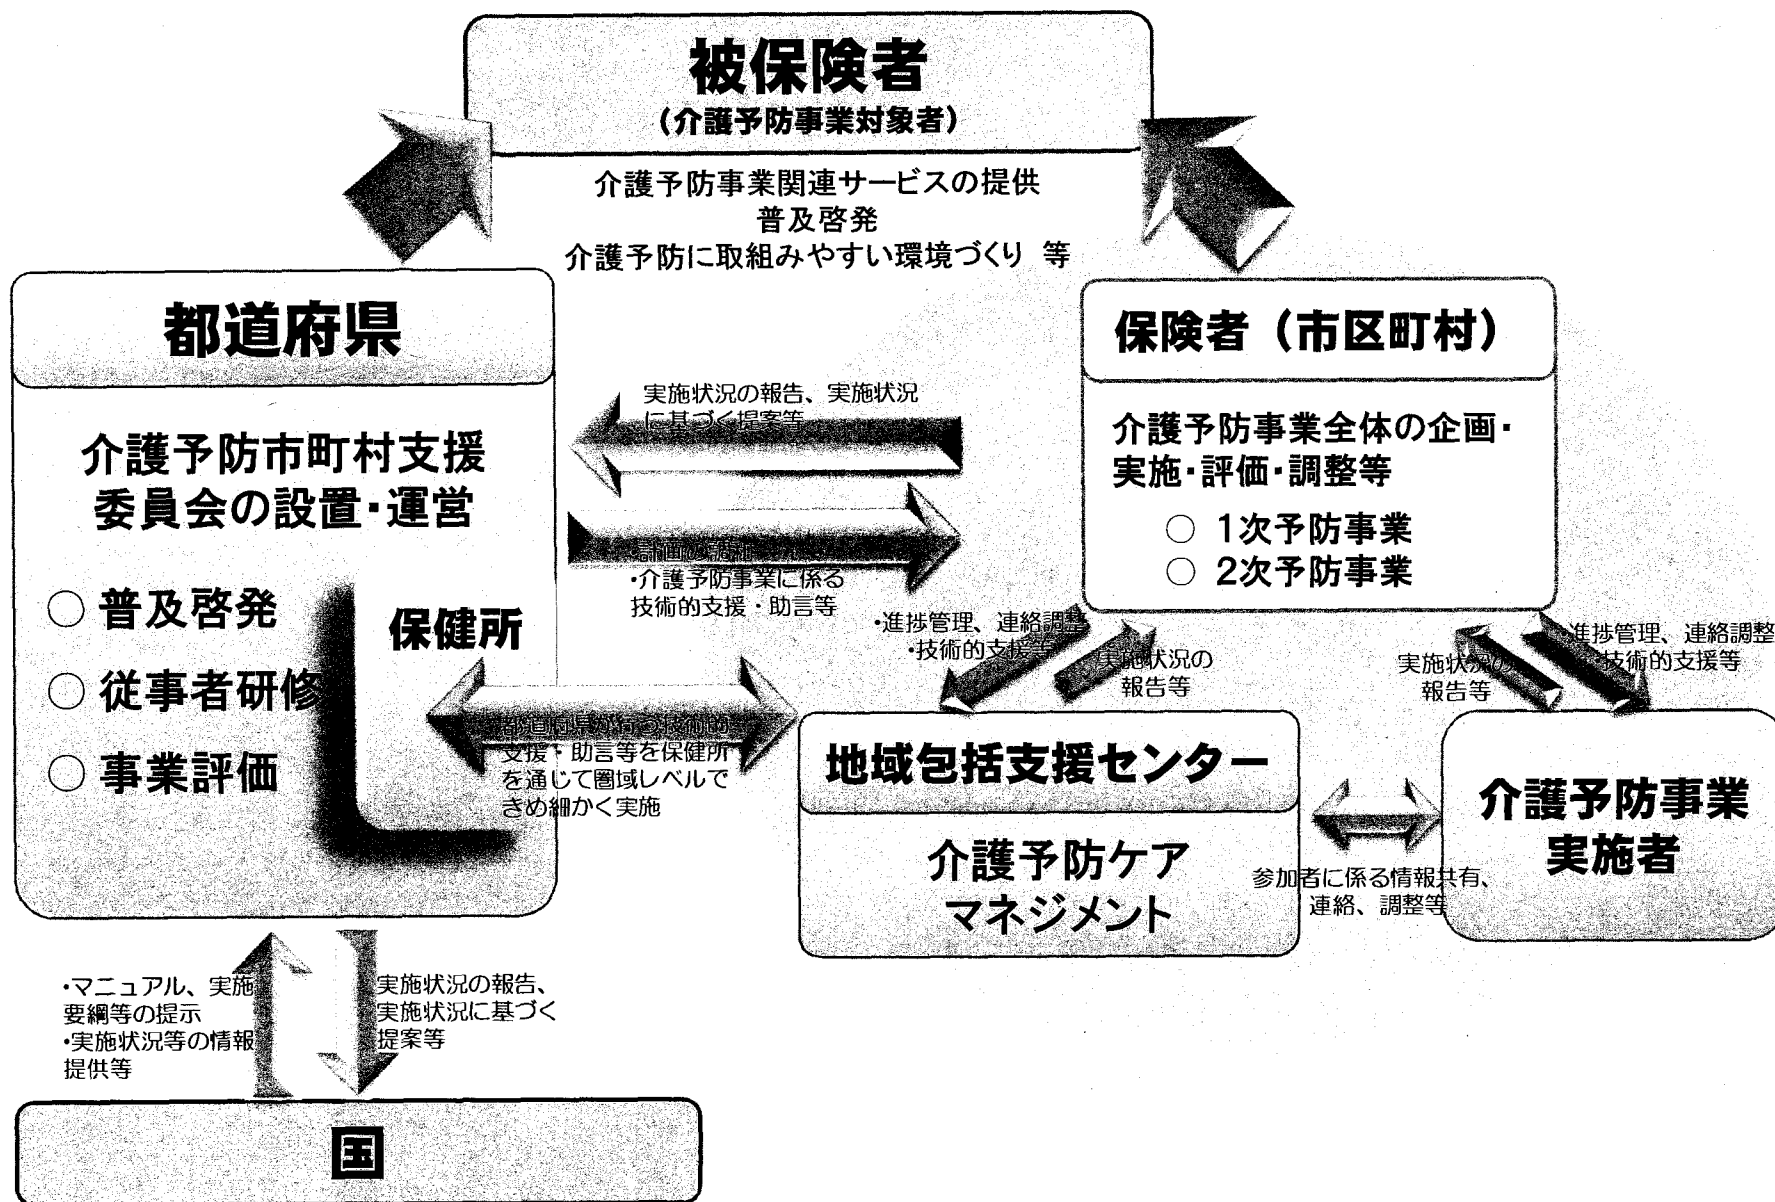 被保険者
(介護予防事業対象者)
介護予防事業関連サービスの提供
普及啓発
介護予防に取組みやすい環境づくり 等
都道府県
介護予防市町村支援
委員会の設置・運営
○ 普及啓発
○ 従事者研修
○ 事業評価
保健所
実施状況の報告、実施状況
に基づく提案等
・介護予防事業に係る
技術的支援・助言等
保険者(市区町村)
介護予防事業全体の企画・
実施・評価・調整等
○ 1次予防事業
○ 2次予防事業
・進捗管理、連絡調整
・技術的支援等
実施状況の
報告等
実施状況の
報告等
・進捗管理、連絡調整
・技術的支援等
都道府県が行う技術的
支援・助言等を保健所
を通じて圏域レベルで
きめ細かく実施
地域包括支援センター
介護予防ケア
マネジメント
介護予防事業
実施者
参加者に係る情報共有、
連絡、調整等
・マニュアル、実施
要綱等の提示
・実施状況等の情報
提供等
実施状況の報告、
実施状況に基づく
提案等
国